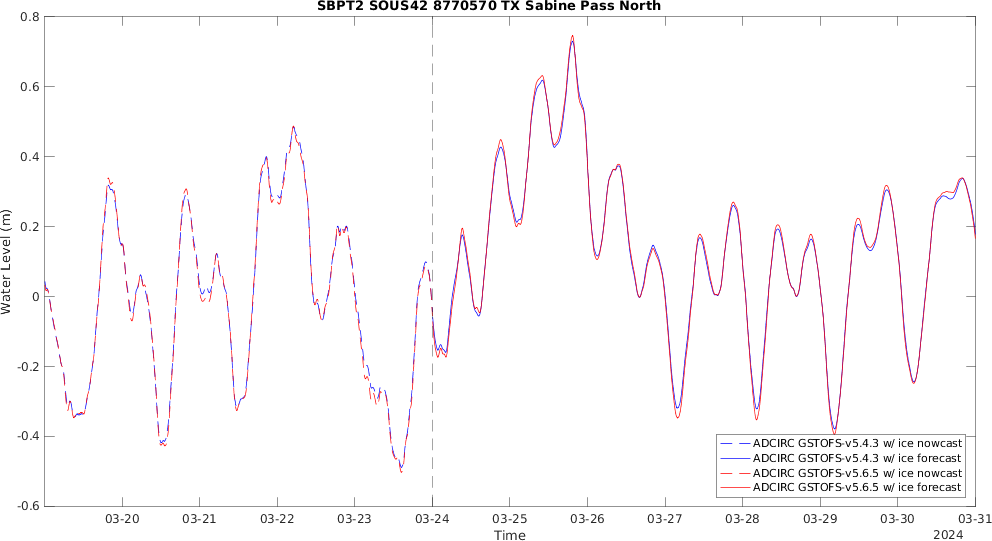 SBPT2 SOUS42 8770570 TX Sabine Pass North
Water Level (m)
0.8
0.6
0.4
0.2
0
-0.2
-0.4
-0.6
03-20 03-21 03-22 03-23 03-24 03-25 03-26 03-27 03-28 03-29 03-30 03-31
Time
2024
ADCIRC GSTOFS-v5.4.3 w/ ice nowcast
ADCIRC GSTOFS-v5.4.3 w/ ice forecast
ADCIRC GSTOFS-v5.6.5 w/ ice nowcast
ADCIRC GSTOFS-v5.6.5 w/ ice forecast